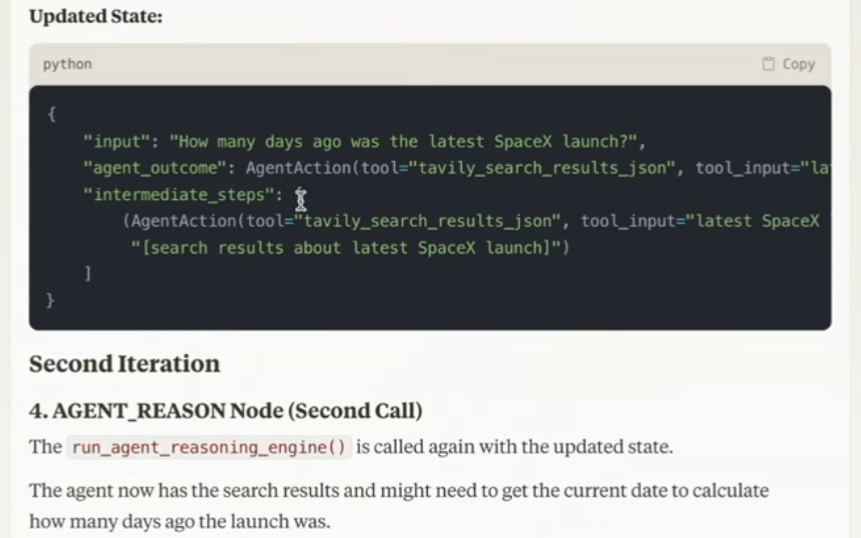 Updated State:
python
Copy
{
"input": "How many days ago was the latest SpaceX launch?",
"agent_outcome": AgentAction(tool="tavily_search_results_json", tool_input="la
"intermediate_steps":
(AgentAction(tool="tavily_search_results_json", tool_input="latest SpaceX
"[search results about latest SpaceX launch]")
]
}
Second Iteration
4. AGENT_REASON Node (Second Call)
The run_agent_reasoning_engine() is called again with the updated state.
The agent now has the search results and might need to get the current date to calculate
how many days ago the launch was.